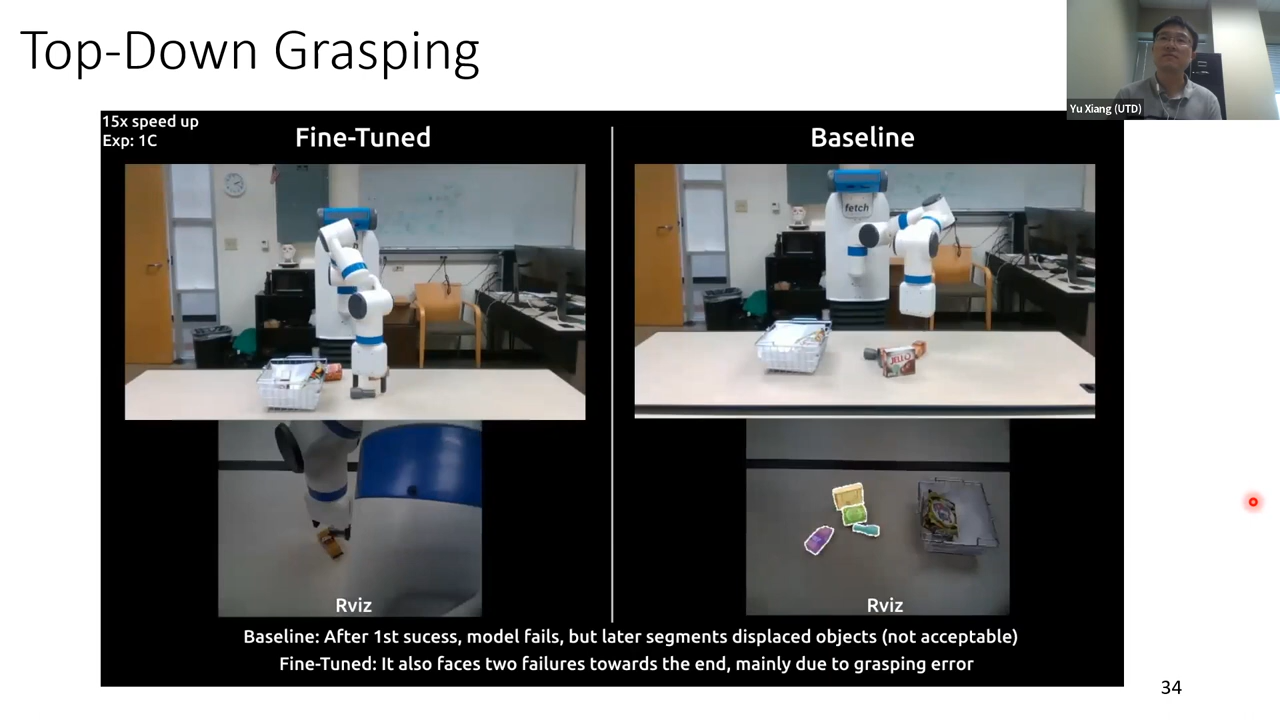 Top-Down Grasping
Yu Xiang (UTD)
15x speed up
Exp: 1C
Fine-Tuned
Baseline
fetch
JELL-O
Rviz
Rviz
Baseline: After 1st sucess, model fails, but later segments displaced objects (not acceptable)
Fine-Tuned: It also faces two failures towards the end, mainly due to grasping error
34